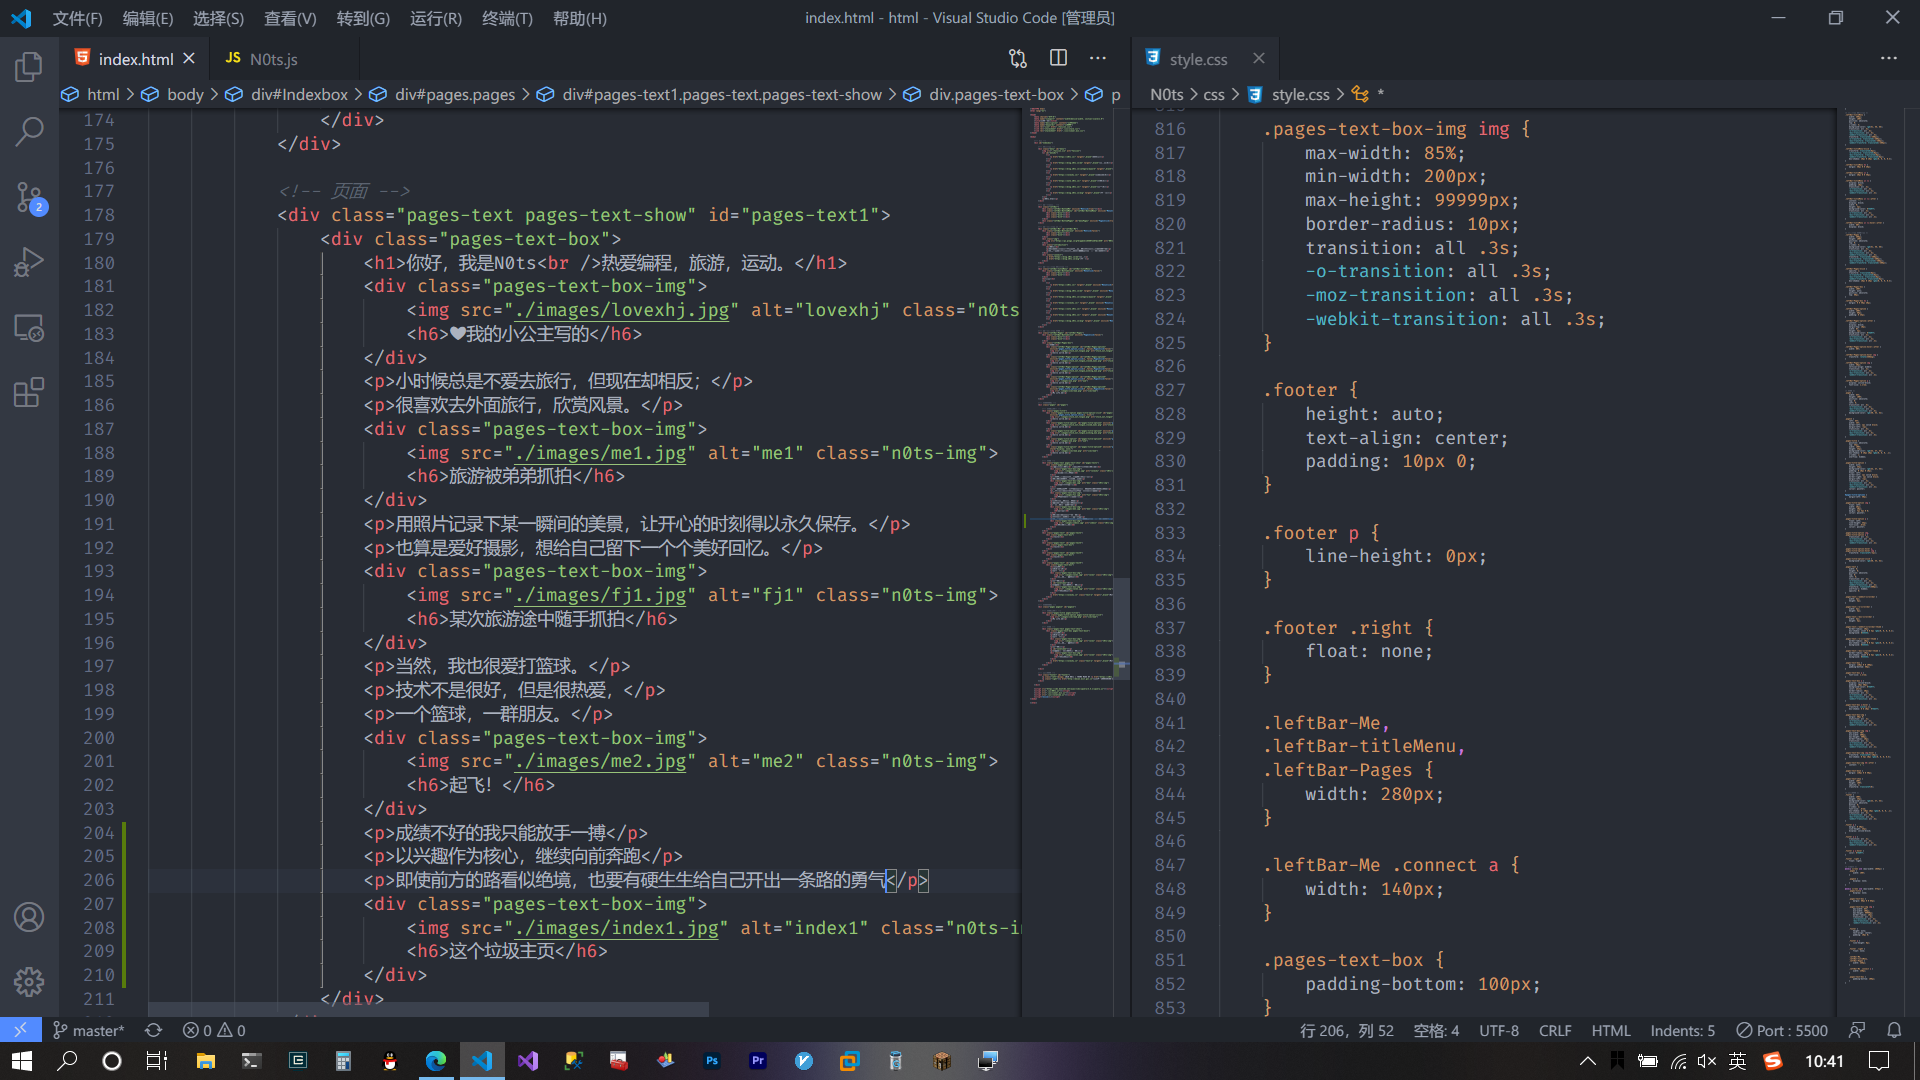 文件(F) 编辑(E) 选择(S) 查看(V) 转到(G) 运行(R) 终端(T) 帮助(H)
index.html - html - Visual Studio Code [管理员]
index.html
JS N0ts.js
style.css
html > body > div#Indexbox > div#pages.pages > div#pages-text1.pages-text.pages-text-show > div.pages-text-box > p
N0ts > css > style.css > *
174 </div>
175 </div>
176
177 <!-- 页面 -->
178 <div class="pages-text pages-text-show" id="pages-text1">
179 <div class="pages-text-box">
180 <h1>你好，我是N0ts<br />热爱编程，旅游，运动。</h1>
181 <div class="pages-text-box-img">
182 <img src="./images/lovexhj.jpg" alt="lovexhj" class="n0ts
183 <h6>❤我的小公主写的</h6>
184 </div>
185 <p>小时候总是不爱去旅行，但现在却相反；</p>
186 <p>很喜欢去外面旅行，欣赏风景。</p>
187 <div class="pages-text-box-img">
188 <img src="./images/me1.jpg" alt="me1" class="n0ts-img">
189 <h6>旅游被弟弟抓拍</h6>
190 </div>
191 <p>用照片记录下某一瞬间的美景，让开心的时刻得以永久保存。</p>
192 <p>也算是爱好摄影，想给自己留下一个个美好回忆。</p>
193 <div class="pages-text-box-img">
194 <img src="./images/fj1.jpg" alt="fj1" class="n0ts-img">
195 <h6>某次旅游途中随手抓拍</h6>
196 </div>
197 <p>当然，我也很爱打篮球。</p>
198 <p>技术不是很好，但是很热爱，</p>
199 <p>一个篮球，一群朋友。</p>
200 <div class="pages-text-box-img">
201 <img src="./images/me2.jpg" alt="me2" class="n0ts-img">
202 <h6>起飞！</h6>
203 </div>
204 <p>成绩不好的我只能放手一搏</p>
205 <p>以兴趣作为核心，继续向前奔跑</p>
206 <p>即使前方的路看似绝境，也要有硬生生给自己开出一条路的勇气</p>
207 <div class="pages-text-box-img">
208 <img src="./images/index1.jpg" alt="index1" class="n0ts-i
209 <h6>这个垃圾主页</h6>
210 </div>
211 </div>
816 .pages-text-box-img img {
817 max-width: 85%;
818 min-width: 200px;
819 max-height: 99999px;
820 border-radius: 10px;
821 transition: all .3s;
822 -o-transition: all .3s;
823 -moz-transition: all .3s;
824 -webkit-transition: all .3s;
825 }
826
827 .footer {
828 height: auto;
829 text-align: center;
830 padding: 10px 0;
831 }
832
833 .footer p {
834 line-height: 0px;
835 }
836
837 .footer .right {
838 float: none;
839 }
840
841 .leftBar-Me,
842 .leftBar-titleMenu,
843 .leftBar-Pages {
844 width: 280px;
845 }
846
847 .leftBar-Me .connect a {
848 width: 140px;
849 }
850
851 .pages-text-box {
852 padding-bottom: 100px;
853 }
2
master* 0 0
行 206，列 52 空格: 4 UTF-8 CRLF HTML Indents: 5 Port : 5500
Ps Pr
英 10:41